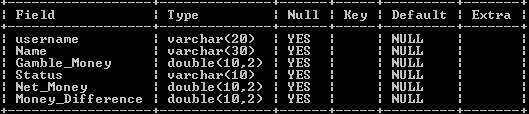 | Field | Type | Null | Key | Default | Extra |
| username | varchar(20) | YES | | NULL | |
| Name | varchar(30) | YES | | NULL | |
| Gamble_Money | double(10,2) | YES | | NULL | |
| Status | varchar(10) | YES | | NULL | |
| Net_Money | double(10,2) | YES | | NULL | |
| Money_Difference | double(10,2) | YES | | NULL | |